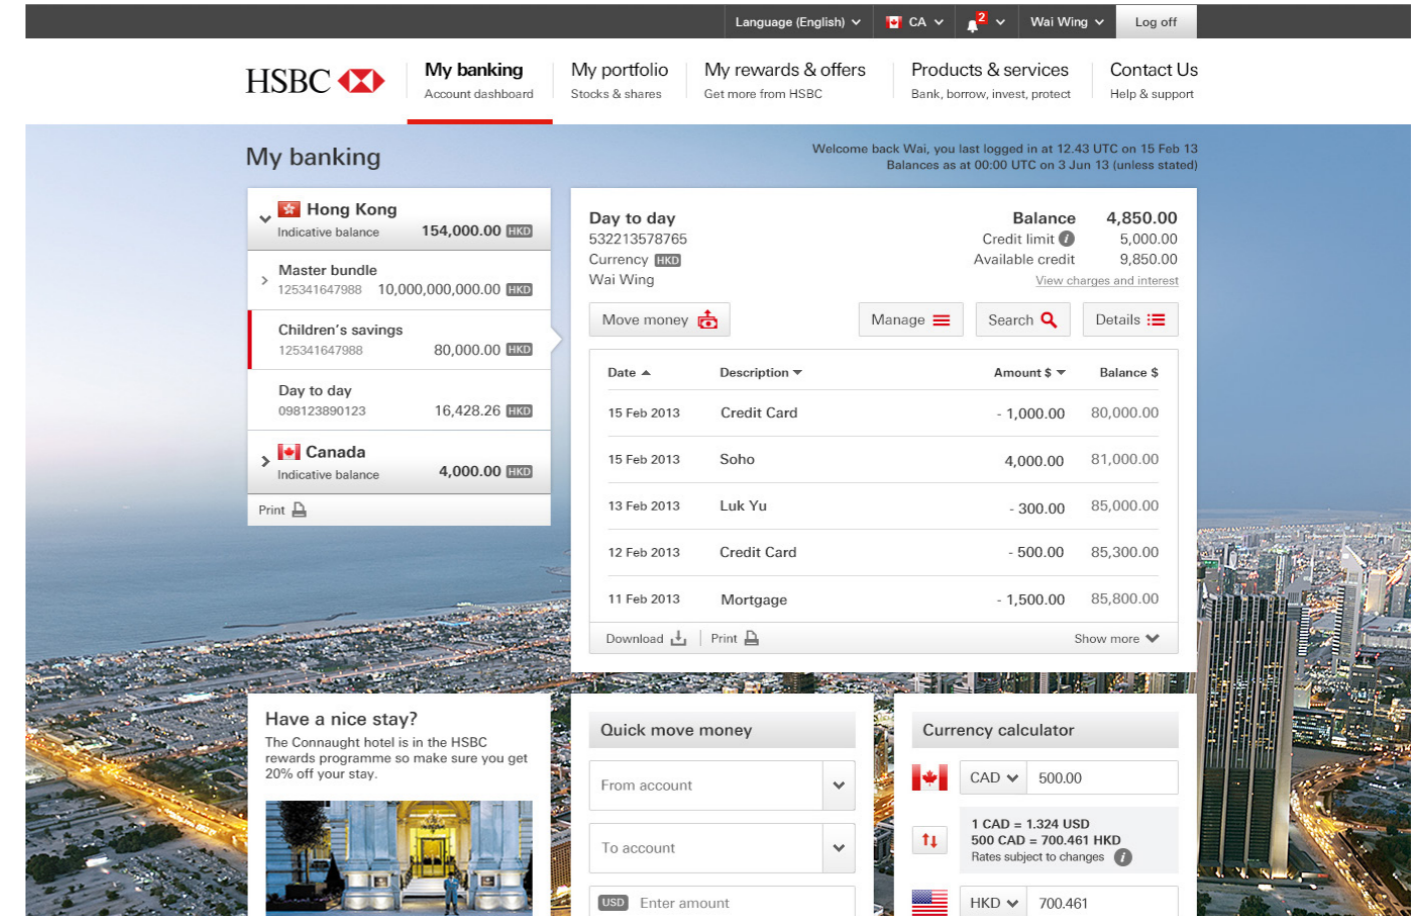 Language (English) CA 2 Wai Wing Log off
HSBC
My banking My portfolio My rewards & offers Products & services Contact Us
Account dashboard Stocks & shares Get more from HSBC Bank, borrow, invest, protect Help & support
My banking
Welcome back Wai, you last logged in at 12.43 UTC on 15 Feb 13
Balances as at 00:00 UTC on 3 Jun 13 (unless stated)
Hong Kong
Indicative balance 154,000.00 HKD
Master bundle
125341647988 10,000,000,000.00 HKD
Children's savings
125341647988 80,000.00 HKD
Day to day
098123890123 16,428.26 HKD
Canada
Indicative balance 4,000.00 HKD
Print
Day to day Balance 4,850.00
532213578765 Credit limit i 5,000.00
Currency HKD Available credit 9,850.00
Wai Wing View charges and interest
Move money Manage Search Details
Date Description Amount $ Balance $
15 Feb 2013 Credit Card - 1,000.00 80,000.00
15 Feb 2013 Soho 4,000.00 81,000.00
13 Feb 2013 Luk Yu - 300.00 85,000.00
12 Feb 2013 Credit Card - 500.00 85,300.00
11 Feb 2013 Mortgage - 1,500.00 85,800.00
Download Print Show more
Have a nice stay?
The Connaught hotel is in the HSBC
rewards programme so make sure you get
20% off your stay.
Quick move money
From account
To account
USD Enter amount
Currency calculator
CAD 500.00
1 CAD = 1.324 USD
500 CAD = 700.461 HKD
Rates subject to changes i
HKD 700.461